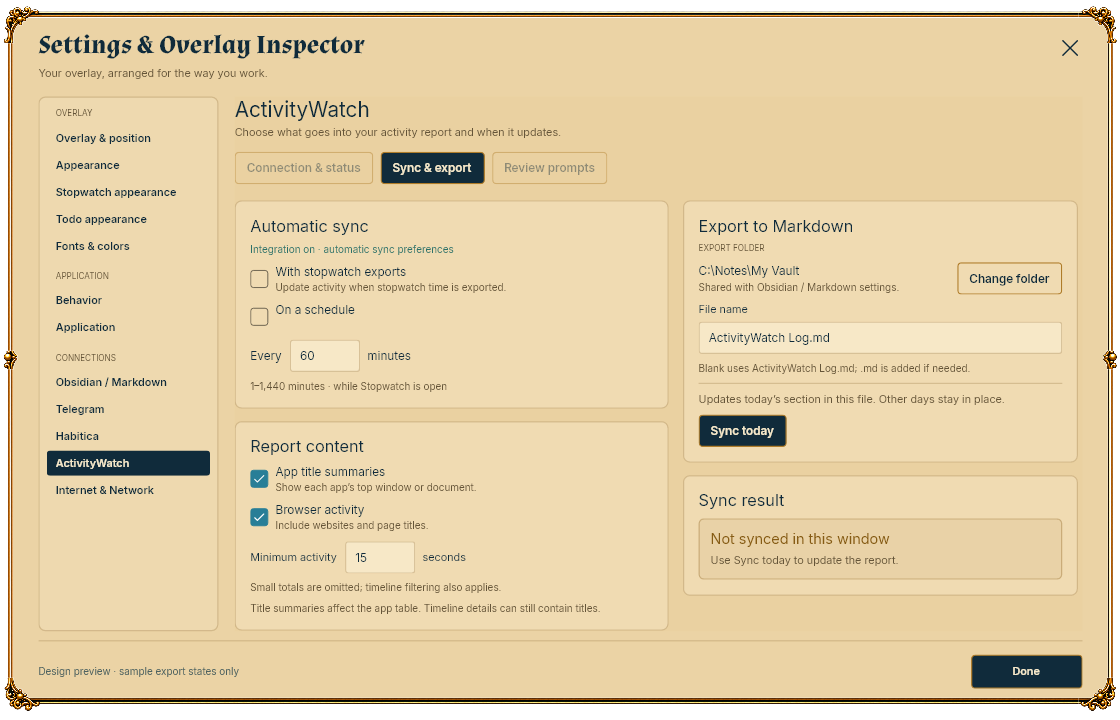 Settings & Overlay Inspector
Your overlay, arranged for the way you work.
OVERLAY
Overlay & position
Appearance
Stopwatch appearance
Todo appearance
Fonts & colors
APPLICATION
Behavior
Application
CONNECTIONS
Obsidian / Markdown
Telegram
Habitica
ActivityWatch
Internet & Network
ActivityWatch
Choose what goes into your activity report and when it updates.
Connection & status
Sync & export
Review prompts
Automatic sync
Integration on · automatic sync preferences
With stopwatch exports
Update activity when stopwatch time is exported.
On a schedule
Every 60 minutes
1–1,440 minutes · while Stopwatch is open
Report content
App title summaries
Show each app’s top window or document.
Browser activity
Include websites and page titles.
Minimum activity 15 seconds
Small totals are omitted; timeline filtering also applies.
Title summaries affect the app table. Timeline details can still contain titles.
Export to Markdown
EXPORT FOLDER
C:\Notes\My Vault
Shared with Obsidian / Markdown settings.
Change folder
File name
ActivityWatch Log.md
Blank uses ActivityWatch Log.md; .md is added if needed.
Updates today’s section in this file. Other days stay in place.
Sync today
Sync result
Not synced in this window
Use Sync today to update the report.
Design preview · sample export states only
Done